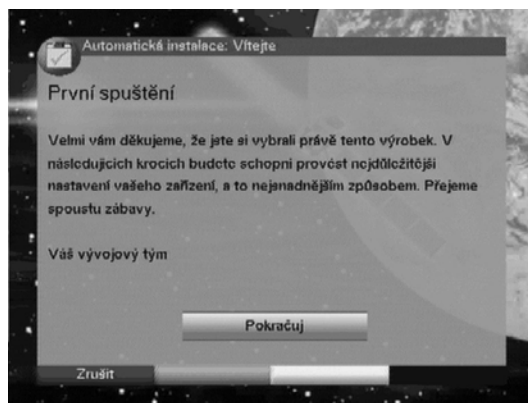 Automatická instalace: Vítejte
První spuštění
Velmi vám děkujeme, že jste si vybrali právě tento výrobek. V
následujících krocích budete schopni provést nejdůležitější
nastavení vašeho zařízení, a to nejsnadnějším způsobem. Přejeme
spoustu zábavy.
Váš vývojový tým
Pokračuj
Zrušit